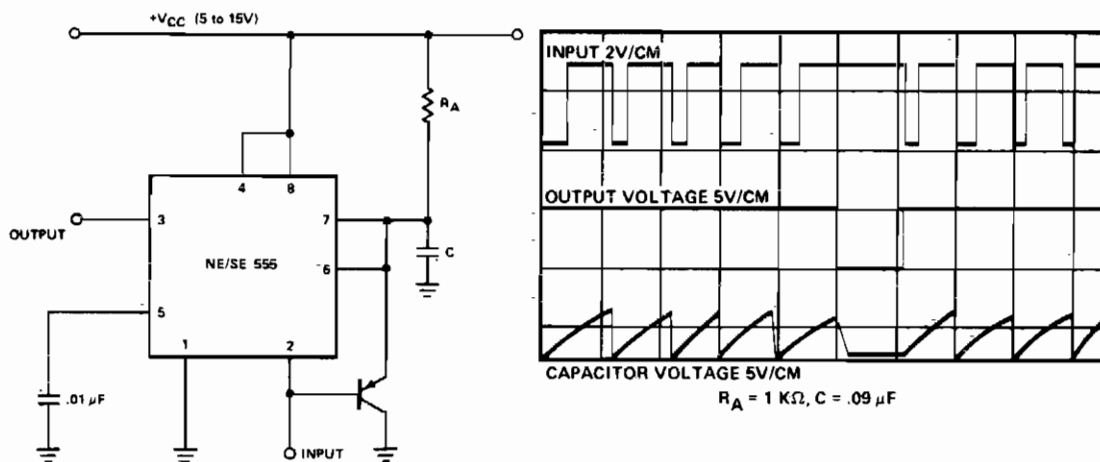 +VCC (5 to 15V)
RA
4
8
3
7
OUTPUT
NE/SE 555
6
C
5
1
2
.01 µF
INPUT
INPUT 2V/CM
OUTPUT VOLTAGE 5V/CM
CAPACITOR VOLTAGE 5V/CM
RA = 1 KΩ, C = .09 µF